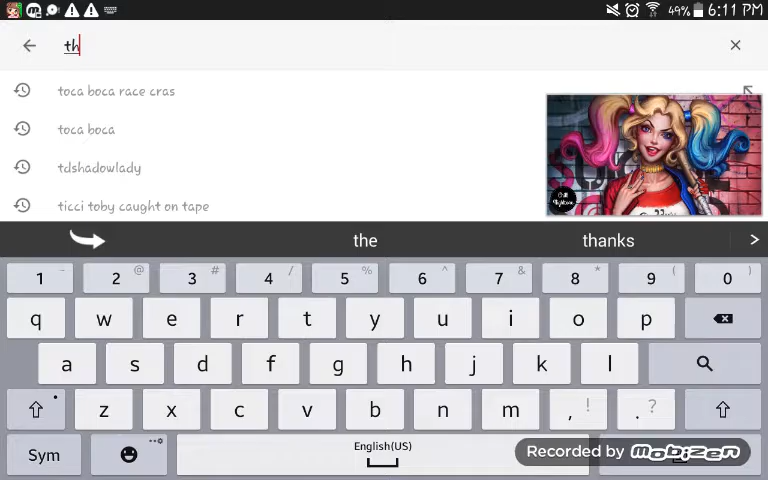 49% 6:11 PM
th
toca boca race cras
toca boca
tdshadowlady
ticci toby caught on tape
the thanks
1 - 2 @ 3 # 4 / 5 % 6 ^ 7 & 8 * 9 ( 0 )
q w e r t y u i o p
a s d f g h j k l
z x c v b n m , ! . ?
Sym English(US)
Recorded by MOBIZEN